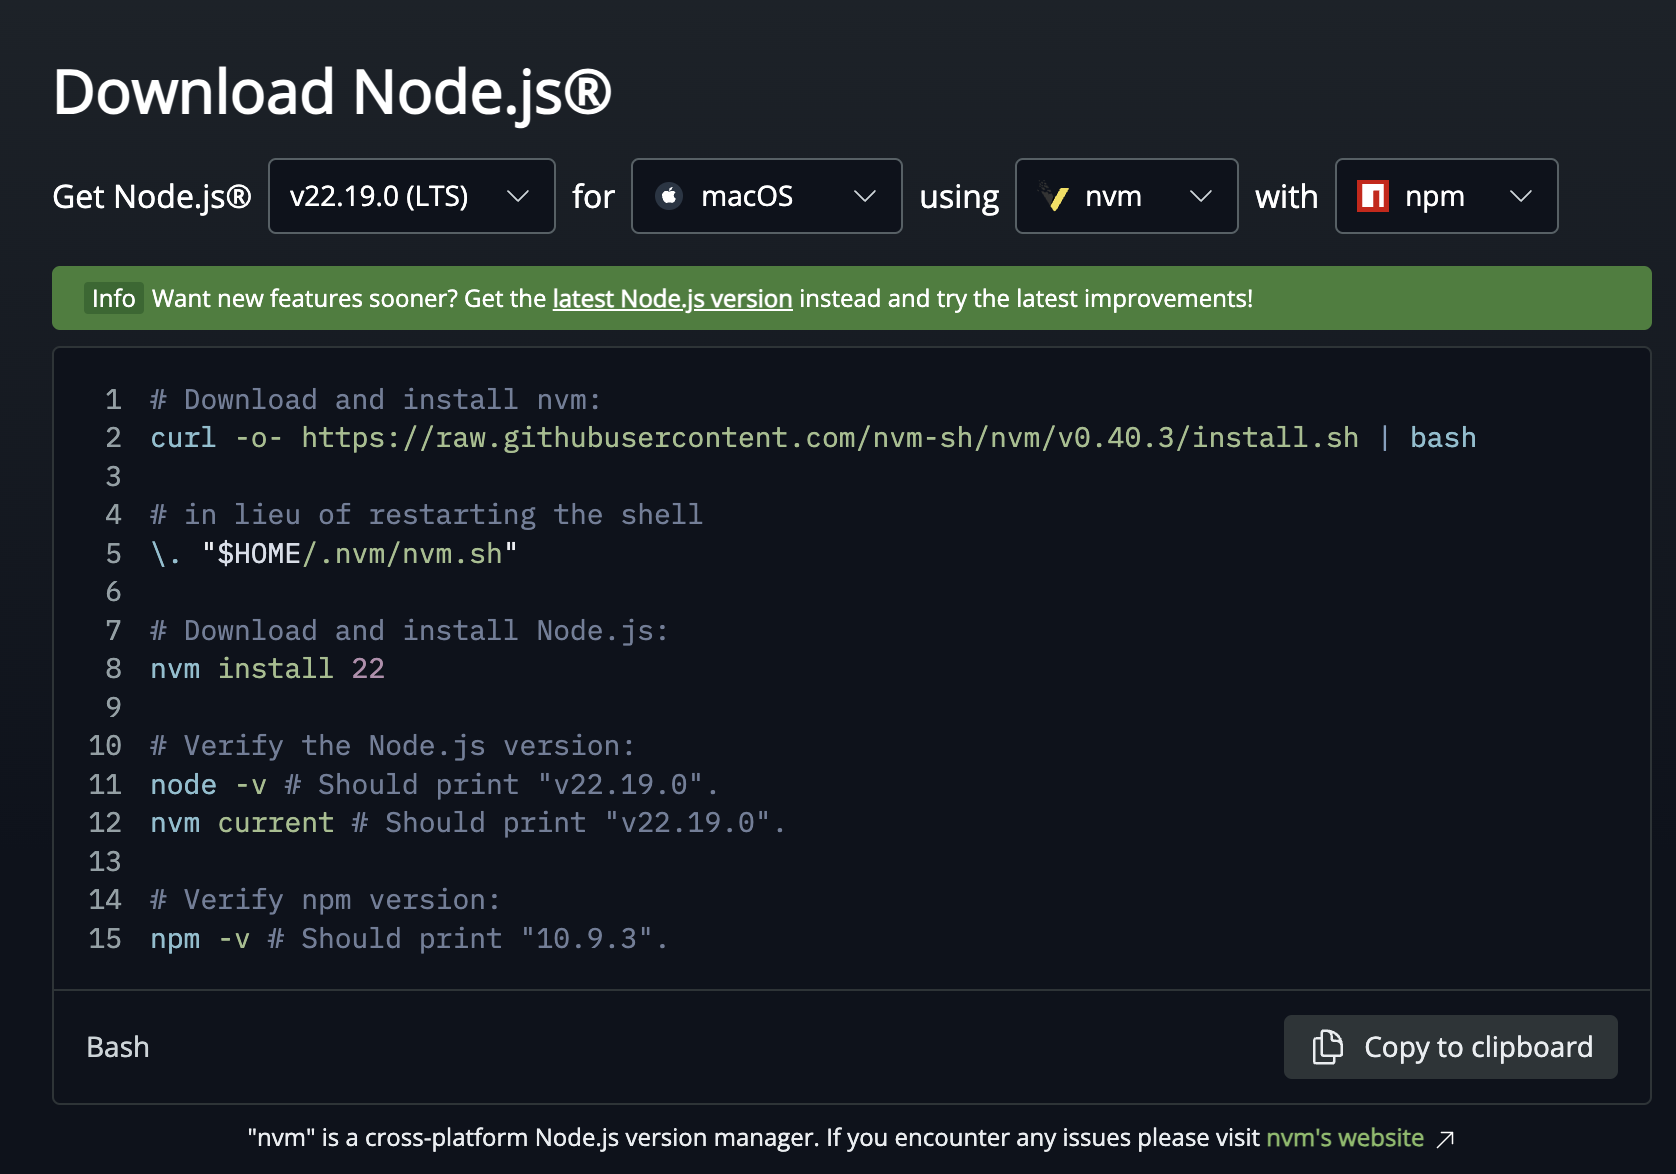 Download Node.js®
Get Node.js® v22.19.0 (LTS) for macOS using nvm with npm
Info Want new features sooner? Get the latest Node.js version instead and try the latest improvements!
1 # Download and install nvm:
2 curl -o- https://raw.githubusercontent.com/nvm-sh/nvm/v0.40.3/install.sh | bash
3
4 # in lieu of restarting the shell
5 \. "$HOME/.nvm/nvm.sh"
6
7 # Download and install Node.js:
8 nvm install 22
9
10 # Verify the Node.js version:
11 node -v # Should print "v22.19.0".
12 nvm current # Should print "v22.19.0".
13
14 # Verify npm version:
15 npm -v # Should print "10.9.3".
Bash Copy to clipboard
"nvm" is a cross-platform Node.js version manager. If you encounter any issues please visit nvm's website